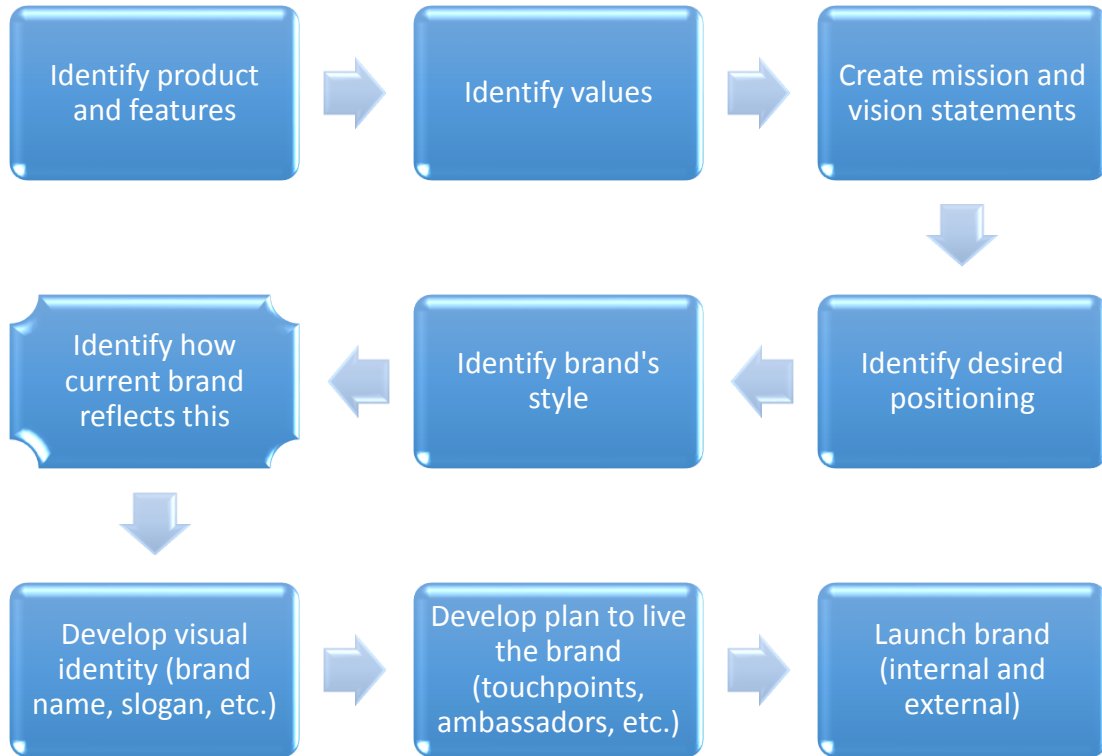 Identify product
and features
Identify values
Create mission and
vision statements
Identify desired
positioning
Identify brand's
style
Identify how
current brand
reflects this
Develop visual
identity (brand
name, slogan, etc.)
Develop plan to live
the brand
(touchpoints,
ambassadors, etc.)
Launch brand
(internal and
external)